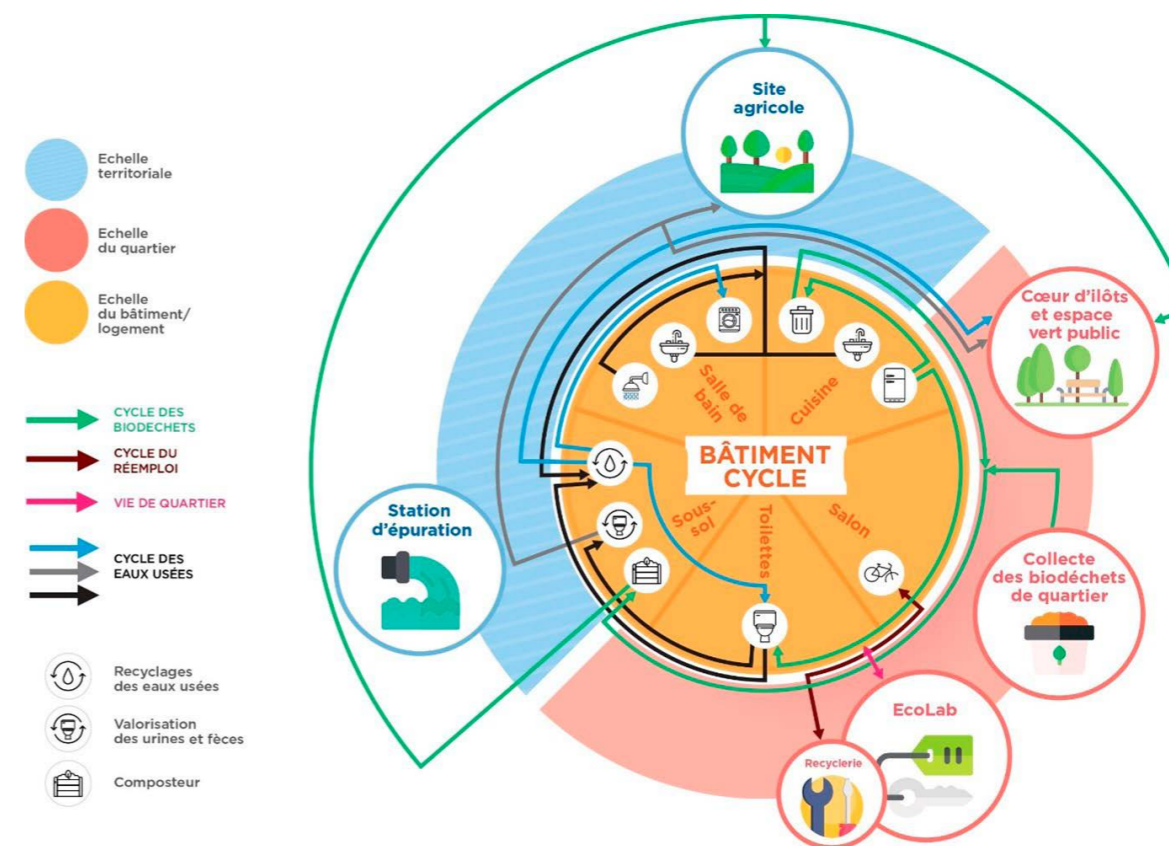 Echelle
territoriale
Echelle
du quartier
Echelle
du bâtiment/
logement
CYCLE DES
BIODECHETS
CYCLE DU
RÉEMPLOI
VIE DE QUARTIER
CYCLE DES
EAUX USÉES
Recyclages
des eaux usées
Valorisation
des urines et fèces
Composteur
Site
agricole
Cœur d'ilôts
et espace
vert public
Salle de
bain
Cuisine
BÂTIMENT
CYCLE
Sous-
sol
Toilettes
Salon
Station
d'épuration
Collecte
des biodéchets
de quartier
EcoLab
Recyclerie